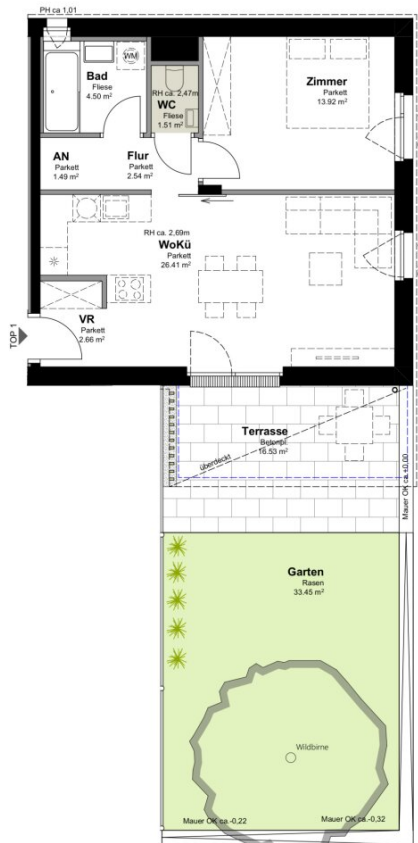 PH ca 1,01
Bad
Fliese
4.50 m²
WM
RH ca. 2,47m
WC
Fliese
1.51 m²
Zimmer
Parkett
13.92 m²
AN
Parkett
1.49 m²
Flur
Parkett
2.54 m²
RH ca. 2,69m
WoKü
Parkett
26.41 m²
TOP 1
VR
Parkett
2.66 m²
Terrasse
Betonpl.
16.53 m²
überdeckt
Mauer OK ca.+0,00
Garten
Rasen
33.45 m²
Wildbirne
Mauer OK ca.-0,22
Mauer OK ca.-0,32